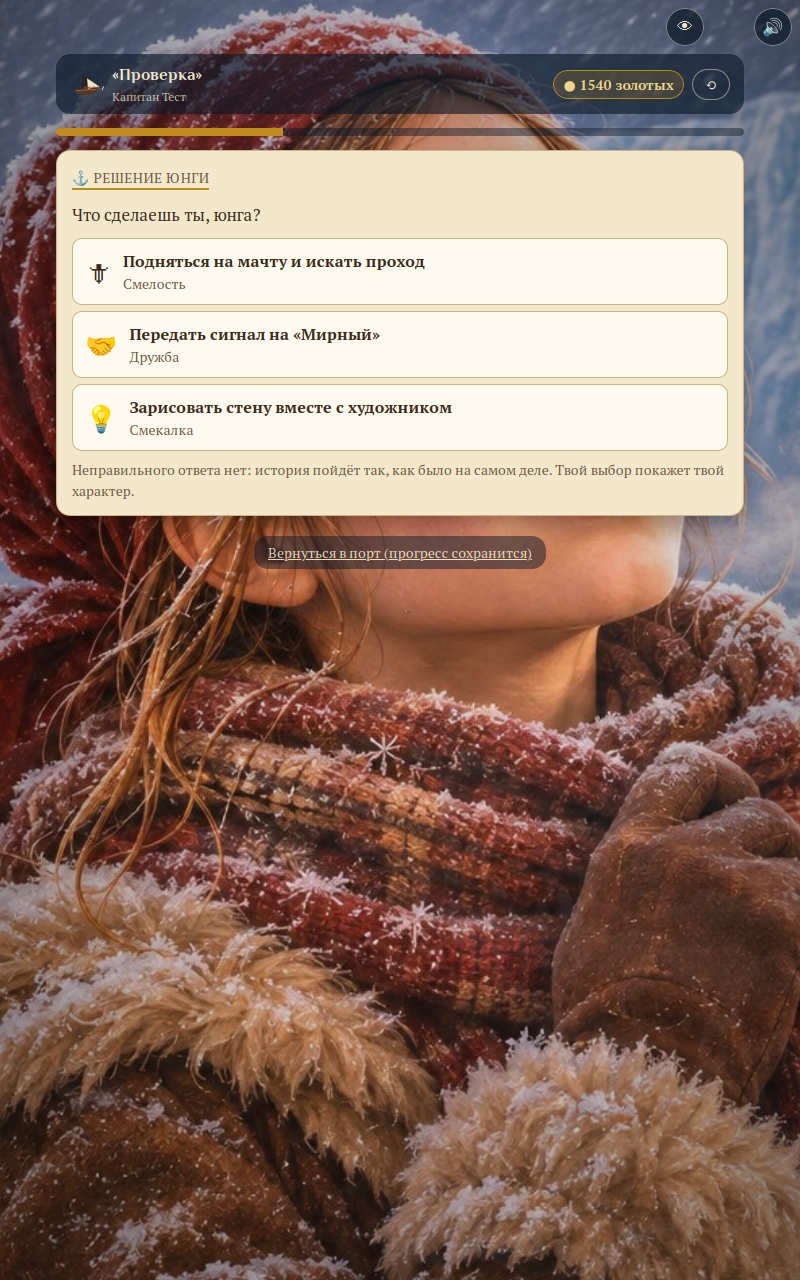 «Проверка»
Капитан Тест
1540 золотых
РЕШЕНИЕ ЮНГИ
Что сделаешь ты, юнга?
Подняться на мачту и искать проход
Смелость
Передать сигнал на «Мирный»
Дружба
Зарисовать стену вместе с художником
Смекалка
Неправильного ответа нет: история пойдёт так, как было на самом деле. Твой выбор покажет твой
характер.
Вернуться в порт (прогресс сохранится)